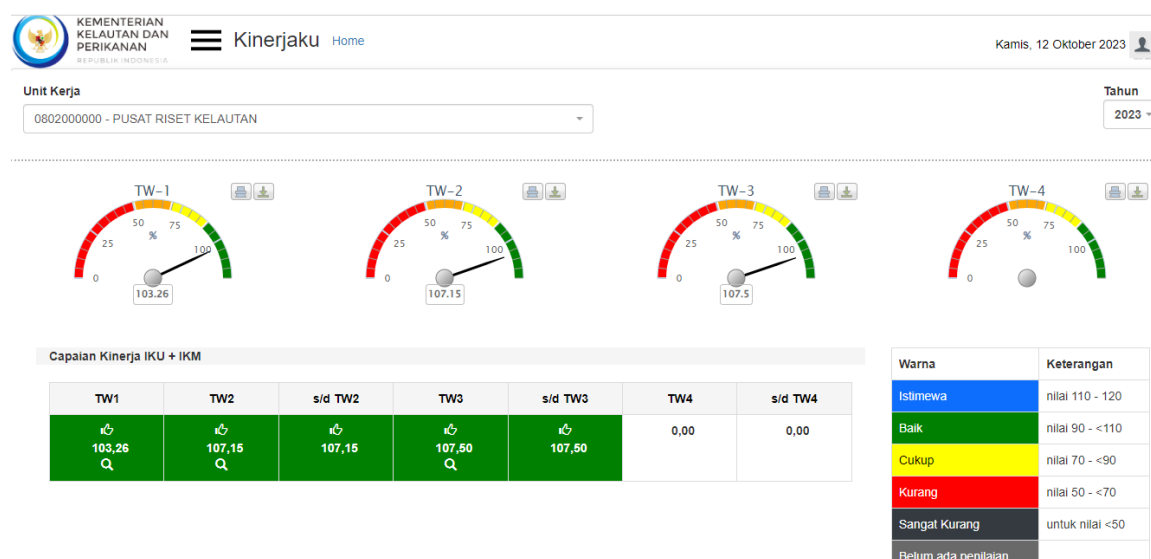 KEMENTERIAN
KELAUTAN DAN
PERIKANAN
REPUBLIK INDONESIA
Kinerjaku Home
Kamis, 12 Oktober 2023
Unit Kerja
Tahun
0802000000 - PUSAT RISET KELAUTAN
2023
TW-1
0 25 50 75 100
%
103.26
TW-2
0 25 50 75 100
%
107.15
TW-3
0 25 50 75 100
%
107.5
TW-4
0 25 50 75 100
%
Capaian Kinerja IKU + IKM
TW1 TW2 s/d TW2 TW3 s/d TW3 TW4 s/d TW4
103,26 107,15 107,15 107,50 107,50 0,00 0,00
Warna Keterangan
Istimewa nilai 110 - 120
Baik nilai 90 - <110
Cukup nilai 70 - <90
Kurang nilai 50 - <70
Sangat Kurang untuk nilai <50
Belum ada penilaian